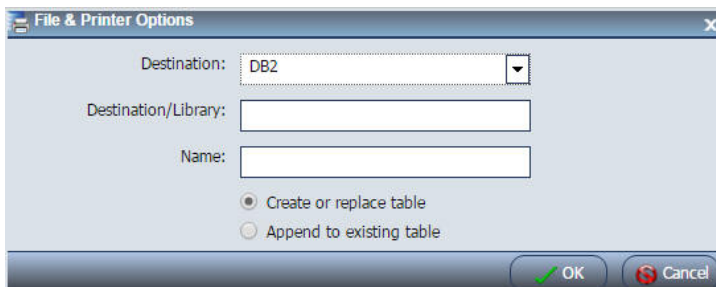 File & Printer Options
x
Destination: DB2
Destination/Library:
Name:
Create or replace table
Append to existing table
OK Cancel